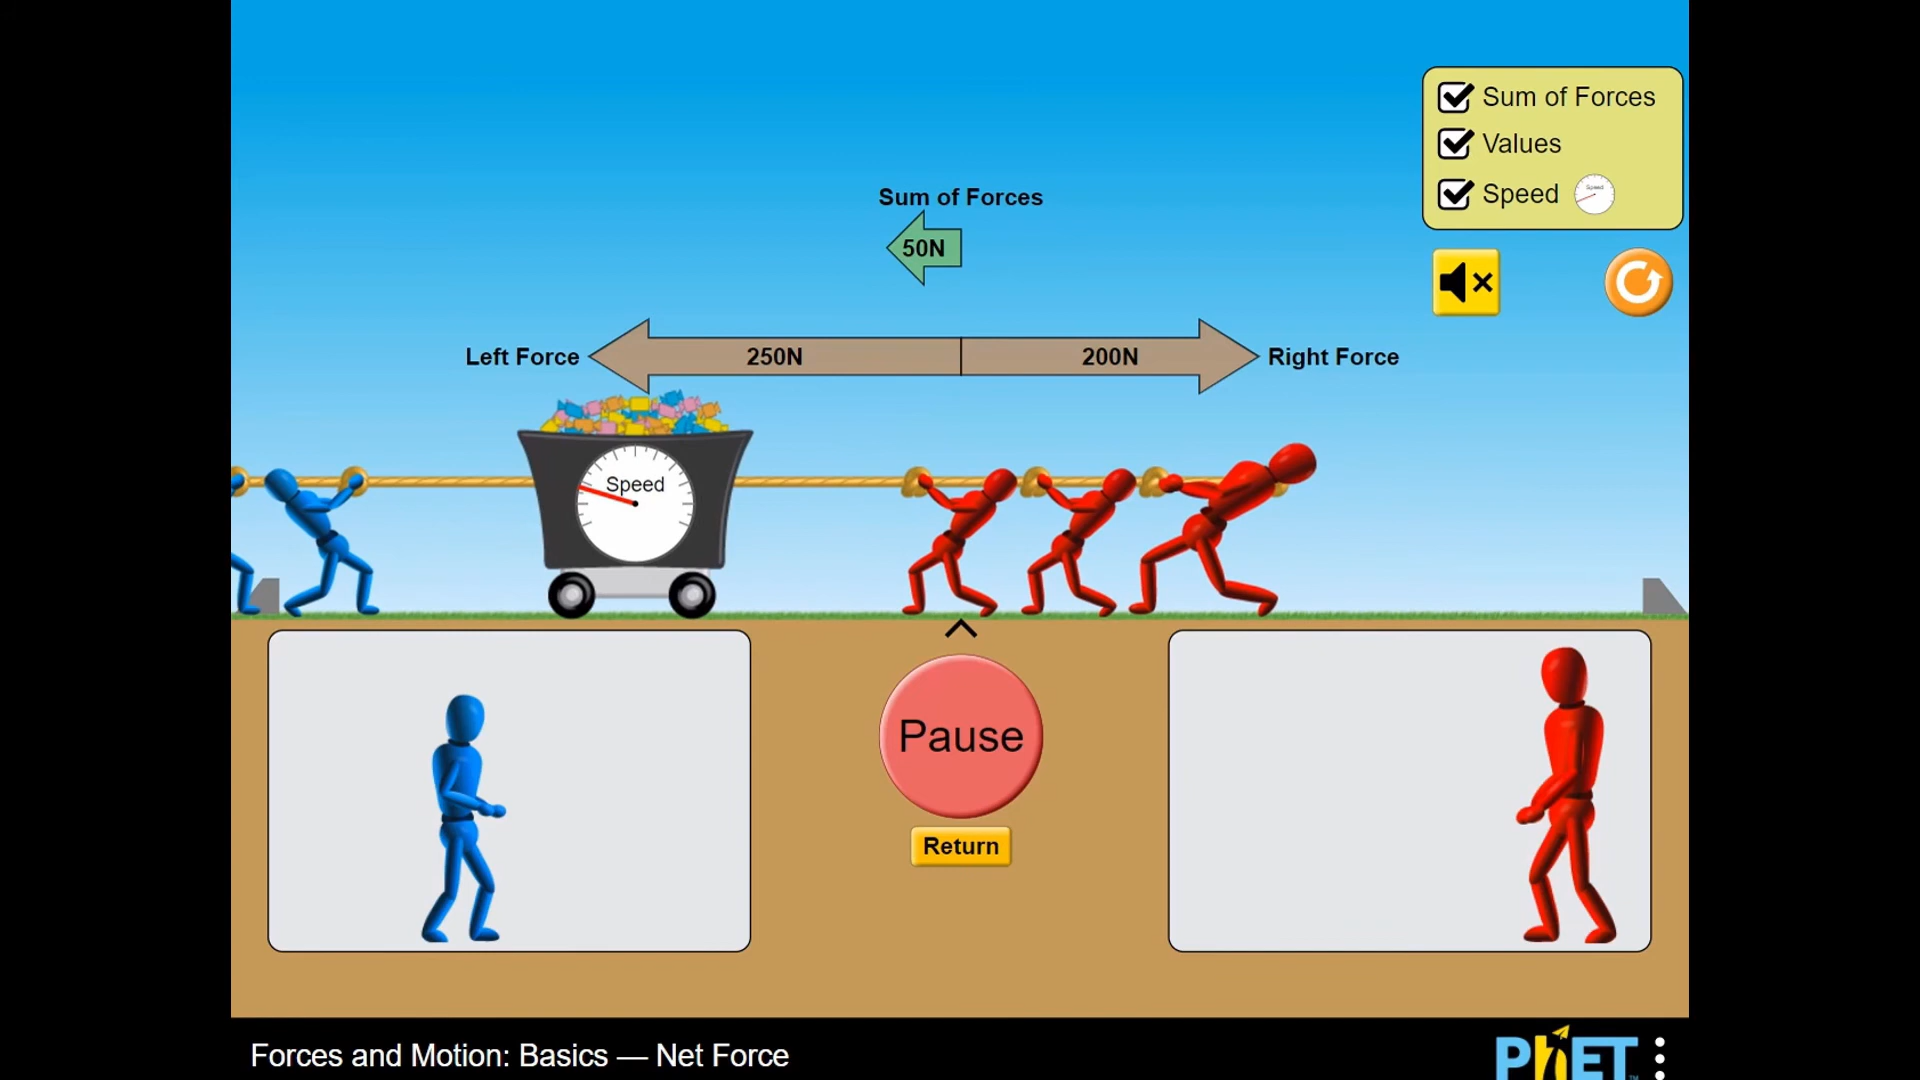 Sum of Forces
Values
Speed
Speed
Sum of Forces
50N
Left Force
250N
200N
Right Force
Speed
Pause
Return
Forces and Motion: Basics — Net Force
PhET